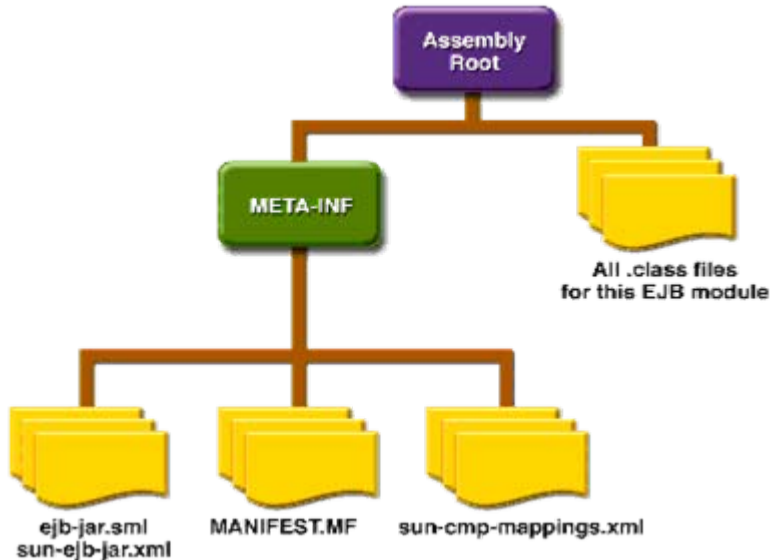 Assembly
Root
META-INF
All .class files
for this EJB module
ejb-jar.sml
sun-ejb-jar.xml
MANIFEST.MF
sun-cmp-mappings.xml